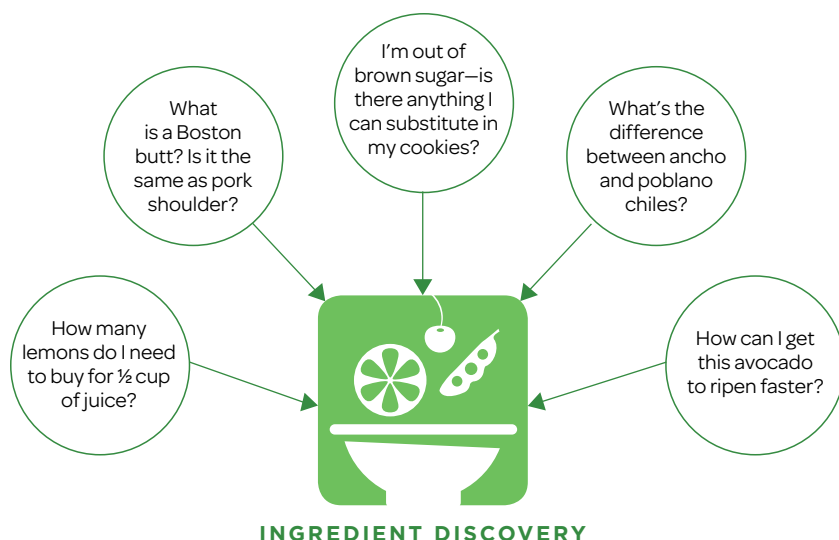 How many
lemons do I need
to buy for ½ cup
of juice?
What
is a Boston
butt? Is it the
same as pork
shoulder?
I’m out of
brown sugar—is
there anything I
can substitute in
my cookies?
What’s the
difference
between ancho
and poblano
chiles?
How can I get
this avocado
to ripen faster?
INGREDIENT DISCOVERY